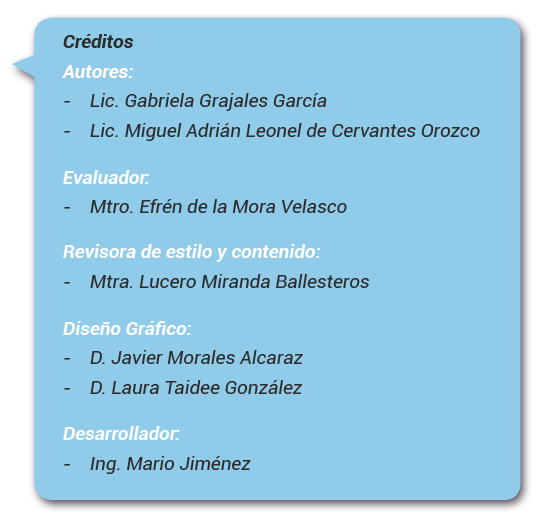 Créditos
Autores:
- Lic. Gabriela Grajales García
- Lic. Miguel Adrián Leonel de Cervantes Orozco
Evaluador:
- Mtro. Efrén de la Mora Velasco
Revisora de estilo y contenido:
- Mtra. Lucero Miranda Ballesteros
Diseño Gráfico:
- D. Javier Morales Alcaraz
- D. Laura Taidee González
Desarrollador:
- Ing. Mario Jiménez